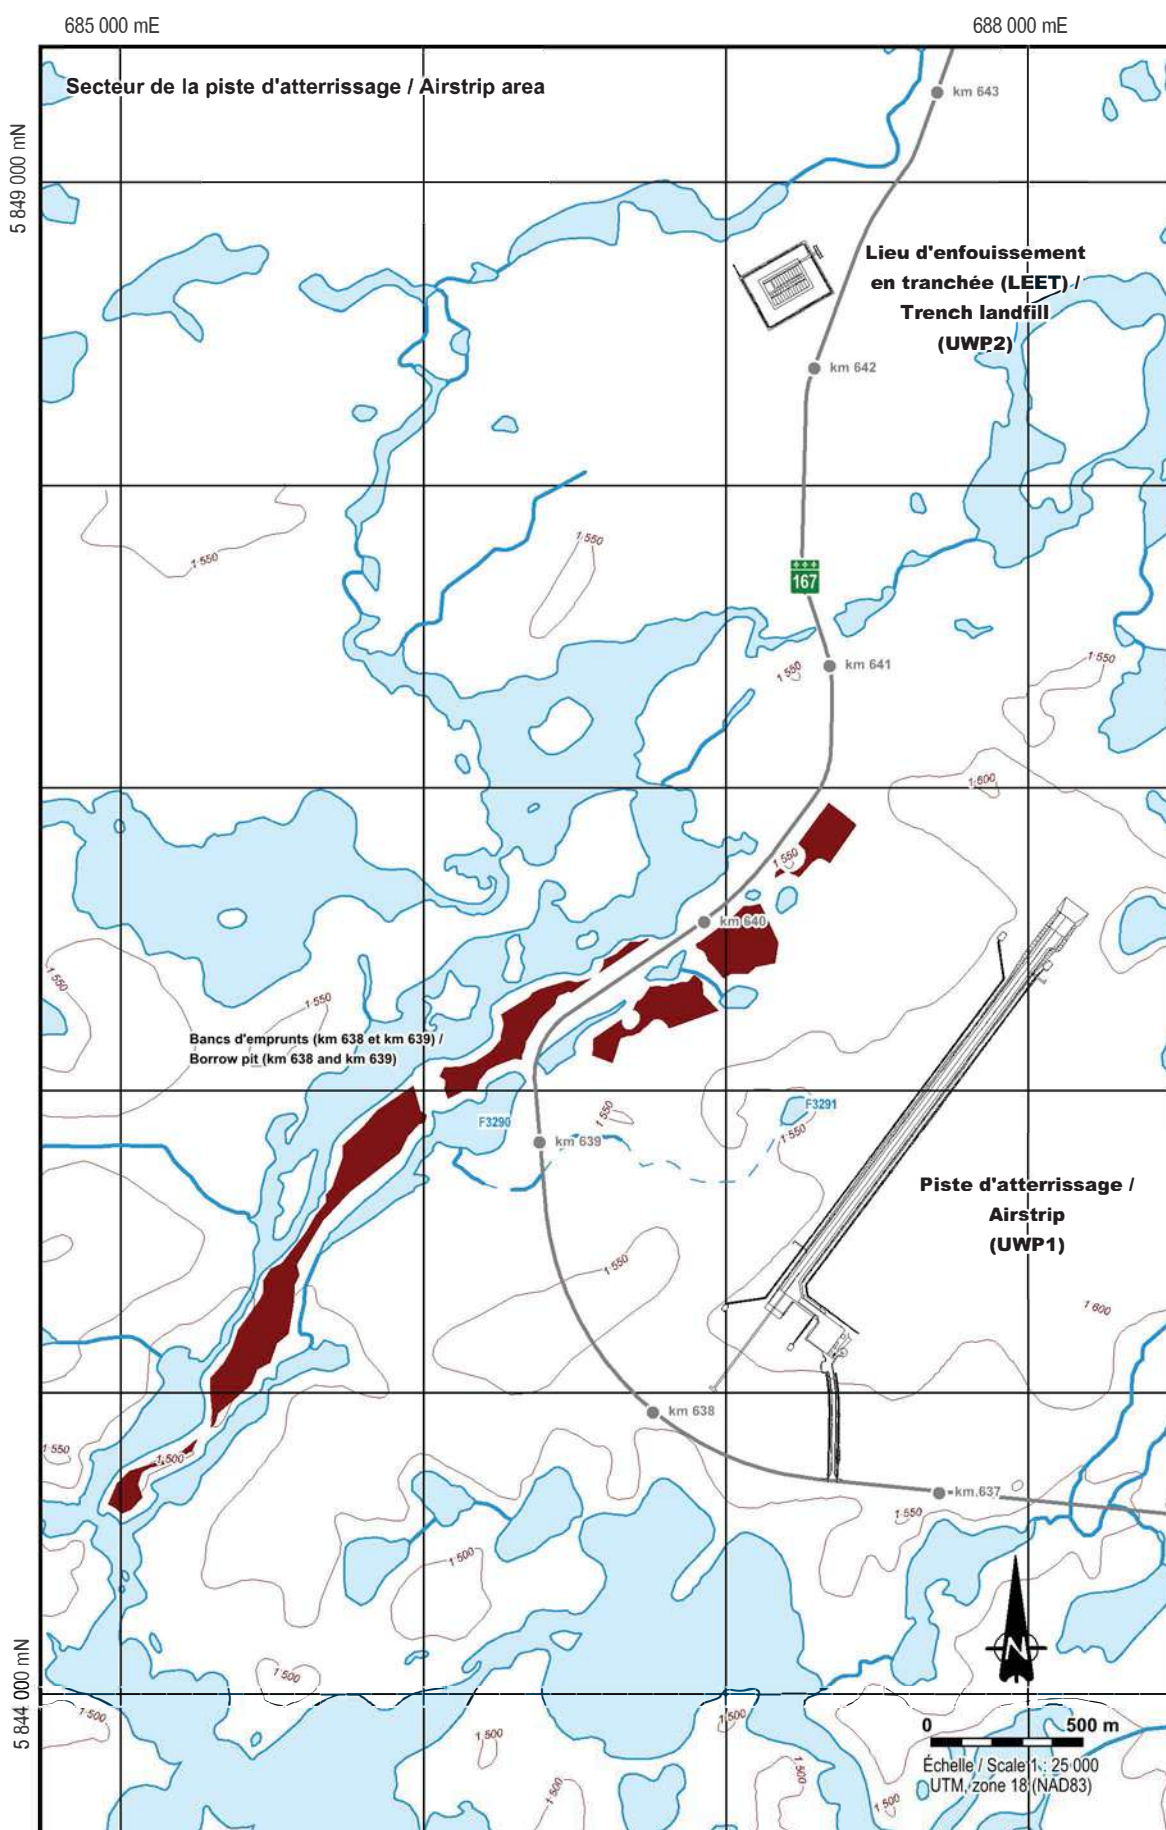 685 000 mE
688 000 mE
Secteur de la piste d'atterrissage / Airstrip area
km 643
5 849 000 mN
Lieu d'enfouissement
en tranchée (LEET) /
Trench landfill
(UWP2)
km 642
1 550
1 550
167
km 641
1 550
1 550
1 600
1 550
km 640
1 550
1 550
Bancs d'emprunts (km 638 et km 639) /
Borrow pit (km 638 and km 639)
F3290
1 550
F3291
1 550
km 639
Piste d'atterrissage /
Airstrip
(UWP1)
1 550
1 600
km 638
1 550
1 500
km 637
1 550
1 500
N
1 500
5 844 000 mN
1 500
1 500
1 500
0
500 m
Échelle / Scale 1 : 25 000
UTM, zone 18 (NAD83)
1 500
1 500
1 500